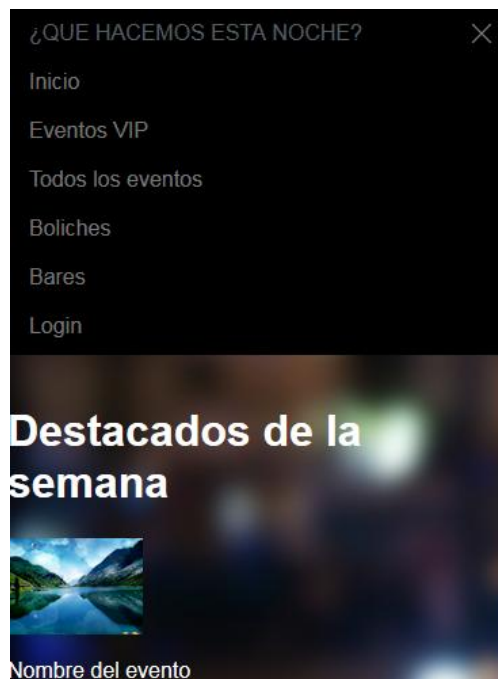 ¿QUE HACEMOS ESTA NOCHE?
Inicio
Eventos VIP
Todos los eventos
Boliches
Bares
Login
Destacados de la
semana
Nombre del evento